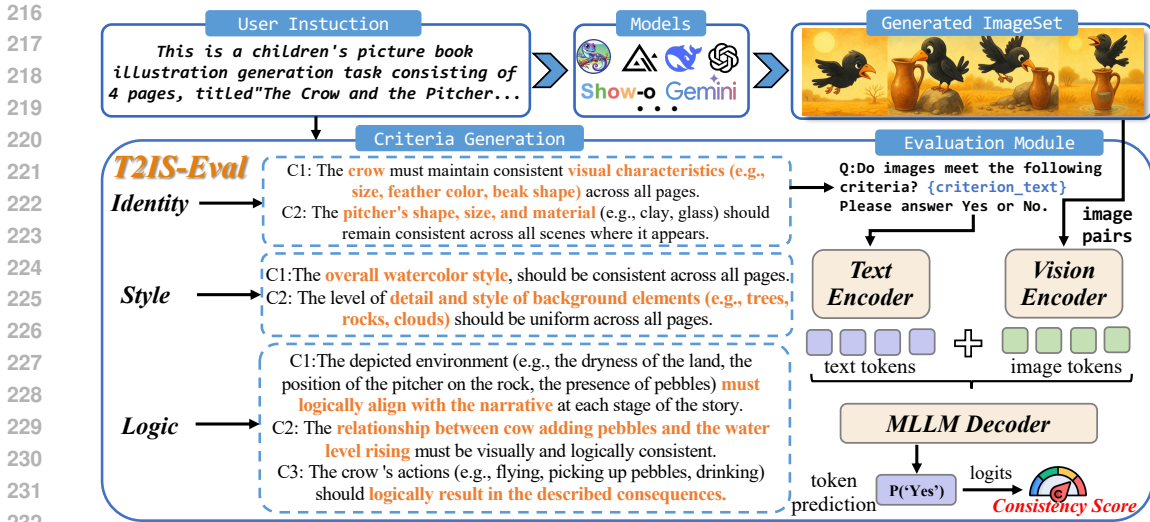 216
217
218
219
220
221
222
223
224
225
226
227
228
229
230
231
232
User Instuction
This is a children's picture book
illustration generation task consisting of
4 pages, titled"The Crow and the Pitcher...
Models
Show-o Gemini
...
Generated ImageSet
T2IS-Eval
Criteria Generation
Identity
C1: The crow must maintain consistent visual characteristics (e.g.,
size, feather color, beak shape) across all pages.
C2: The pitcher's shape, size, and material (e.g., clay, glass) should
remain consistent across all scenes where it appears.
Style
C1:The overall watercolor style, should be consistent across all pages.
C2: The level of detail and style of background elements (e.g., trees,
rocks, clouds) should be uniform across all pages.
Logic
C1:The depicted environment (e.g., the dryness of the land, the
position of the pitcher on the rock, the presence of pebbles) must
logically align with the narrative at each stage of the story.
C2: The relationship between cow adding pebbles and the water
level rising must be visually and logically consistent.
C3: The crow 's actions (e.g., flying, picking up pebbles, drinking)
should logically result in the described consequences.
Evaluation Module
Q:Do images meet the following
criteria? {criterion_text}
Please answer Yes or No.
image
pairs
Text
Encoder
Vision
Encoder
text tokens
image tokens
MLLM Decoder
token
prediction
P('Yes')
logits
C
Consistency Score